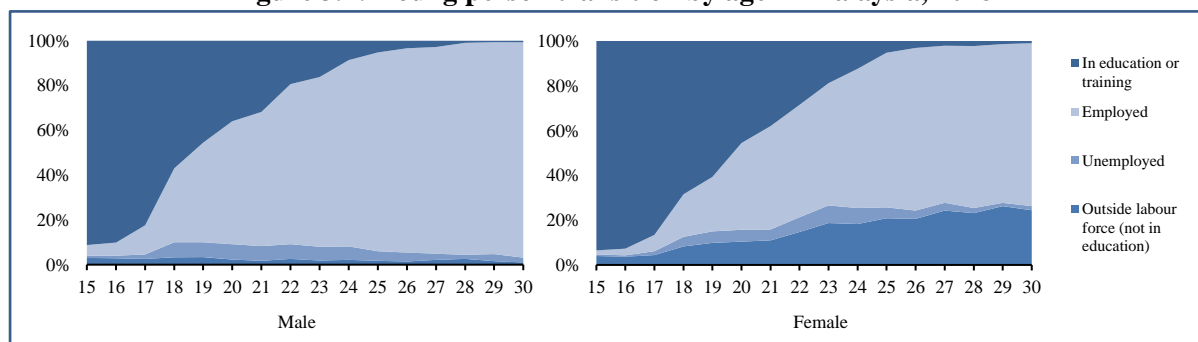 100%
80%
60%
40%
20%
0%
15 16 17 18 19 20 21 22 23 24 25 26 27 28 29 30
Male
100%
80%
60%
40%
20%
0%
15 16 17 18 19 20 21 22 23 24 25 26 27 28 29 30
Female
In education or
training
Employed
Unemployed
Outside labour
force (not in
education)